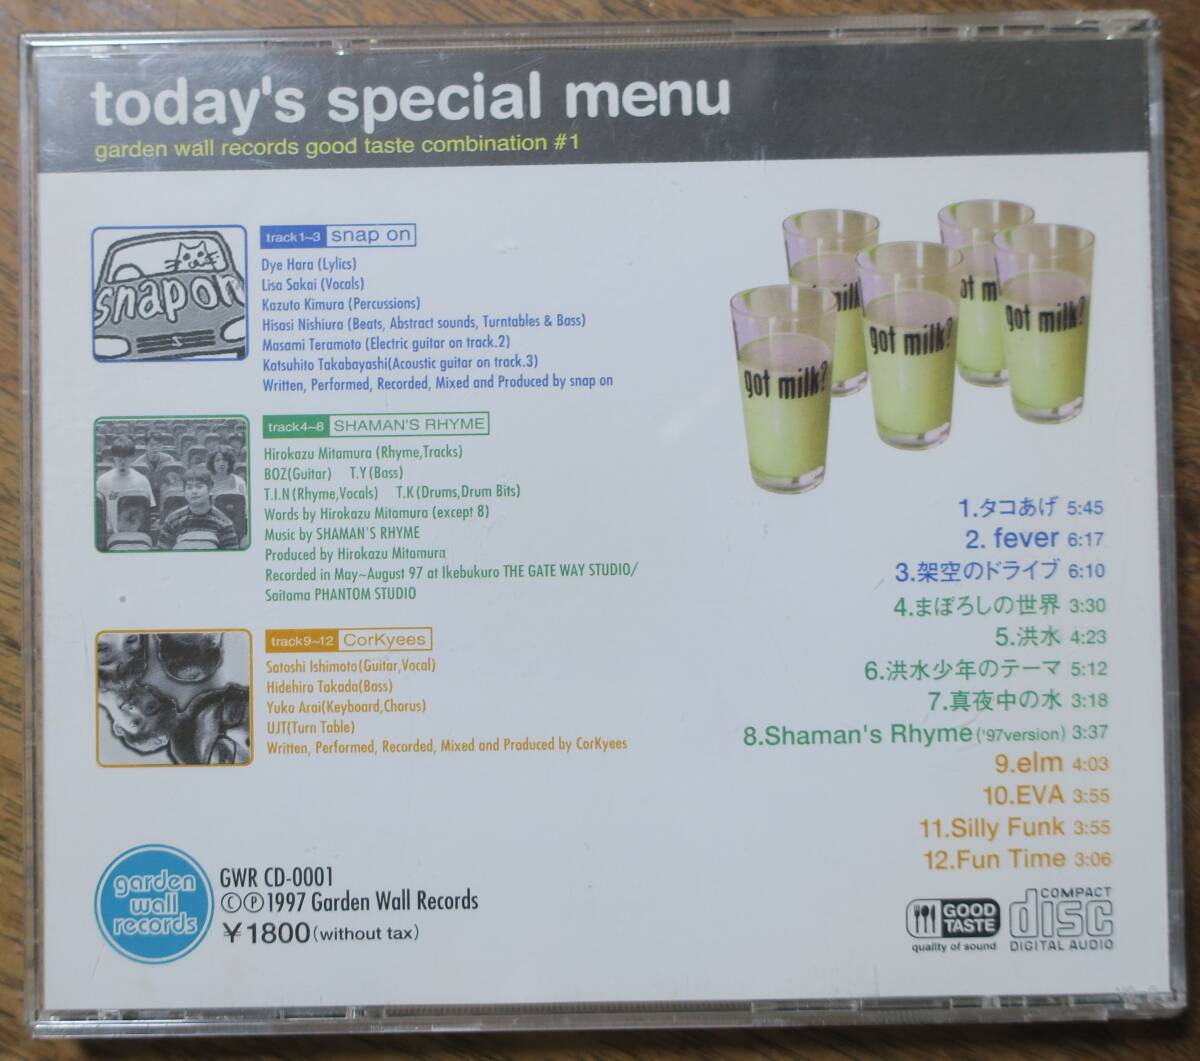 today's special menu
garden wall records good taste combination #1
snap on
track1~3 snap on
Dye Hara (Lylics)
Lisa Sakai (Vocals)
Kazuto Kimura (Percussions)
Hisasi Nishiura (Beats, Abstract sounds, Turntables & Bass)
Masami Teramoto (Electric guitar on track.2)
Katsuhito Takabayashi(Acoustic guitar on track.3)
Written, Performed, Recorded, Mixed and Produced by snap on
track4~8 SHAMAN'S RHYME
Hirokazu Mitamura (Rhyme,Tracks)
BOZ(Guitar) T.Y(Bass)
T.I.N(Rhyme,Vocals) T.K(Drums,Drum Bits)
Words by Hirokazu Mitamura (except 8)
Music by SHAMAN'S RHYME
Produced by Hirokazu Mitamura
Recorded in May~August 97 at Ikebukuro THE GATE WAY STUDIO/
Saitama PHANTOM STUDIO
track9~12 CorKyees
Satoshi Ishimoto(Guitar,Vocal)
Hidehiro Takada(Bass)
Yuko Arai(Keyboard,Chorus)
UJT(Turn Table)
Written, Performed, Recorded, Mixed and Produced by CorKyees
got milk?
got milk?
got milk?
milk
ot m
1.タコあげ 5:45
2. fever 6:17
3.架空のドライブ 6:10
4.まぼろしの世界 3:30
5.洪水 4:23
6.洪水少年のテーマ 5:12
7.真夜中の水 3:18
8.Shaman's Rhyme('97version) 3:37
9.elm 4:03
10.EVA 3:55
11.Silly Funk 3:55
12.Fun Time 3:06
garden
wall
records
GWR CD-0001
©℗1997 Garden Wall Records
¥1800(without tax)
GOOD
TASTE
quality of sound
COMPACT
disc
DIGITAL AUDIO